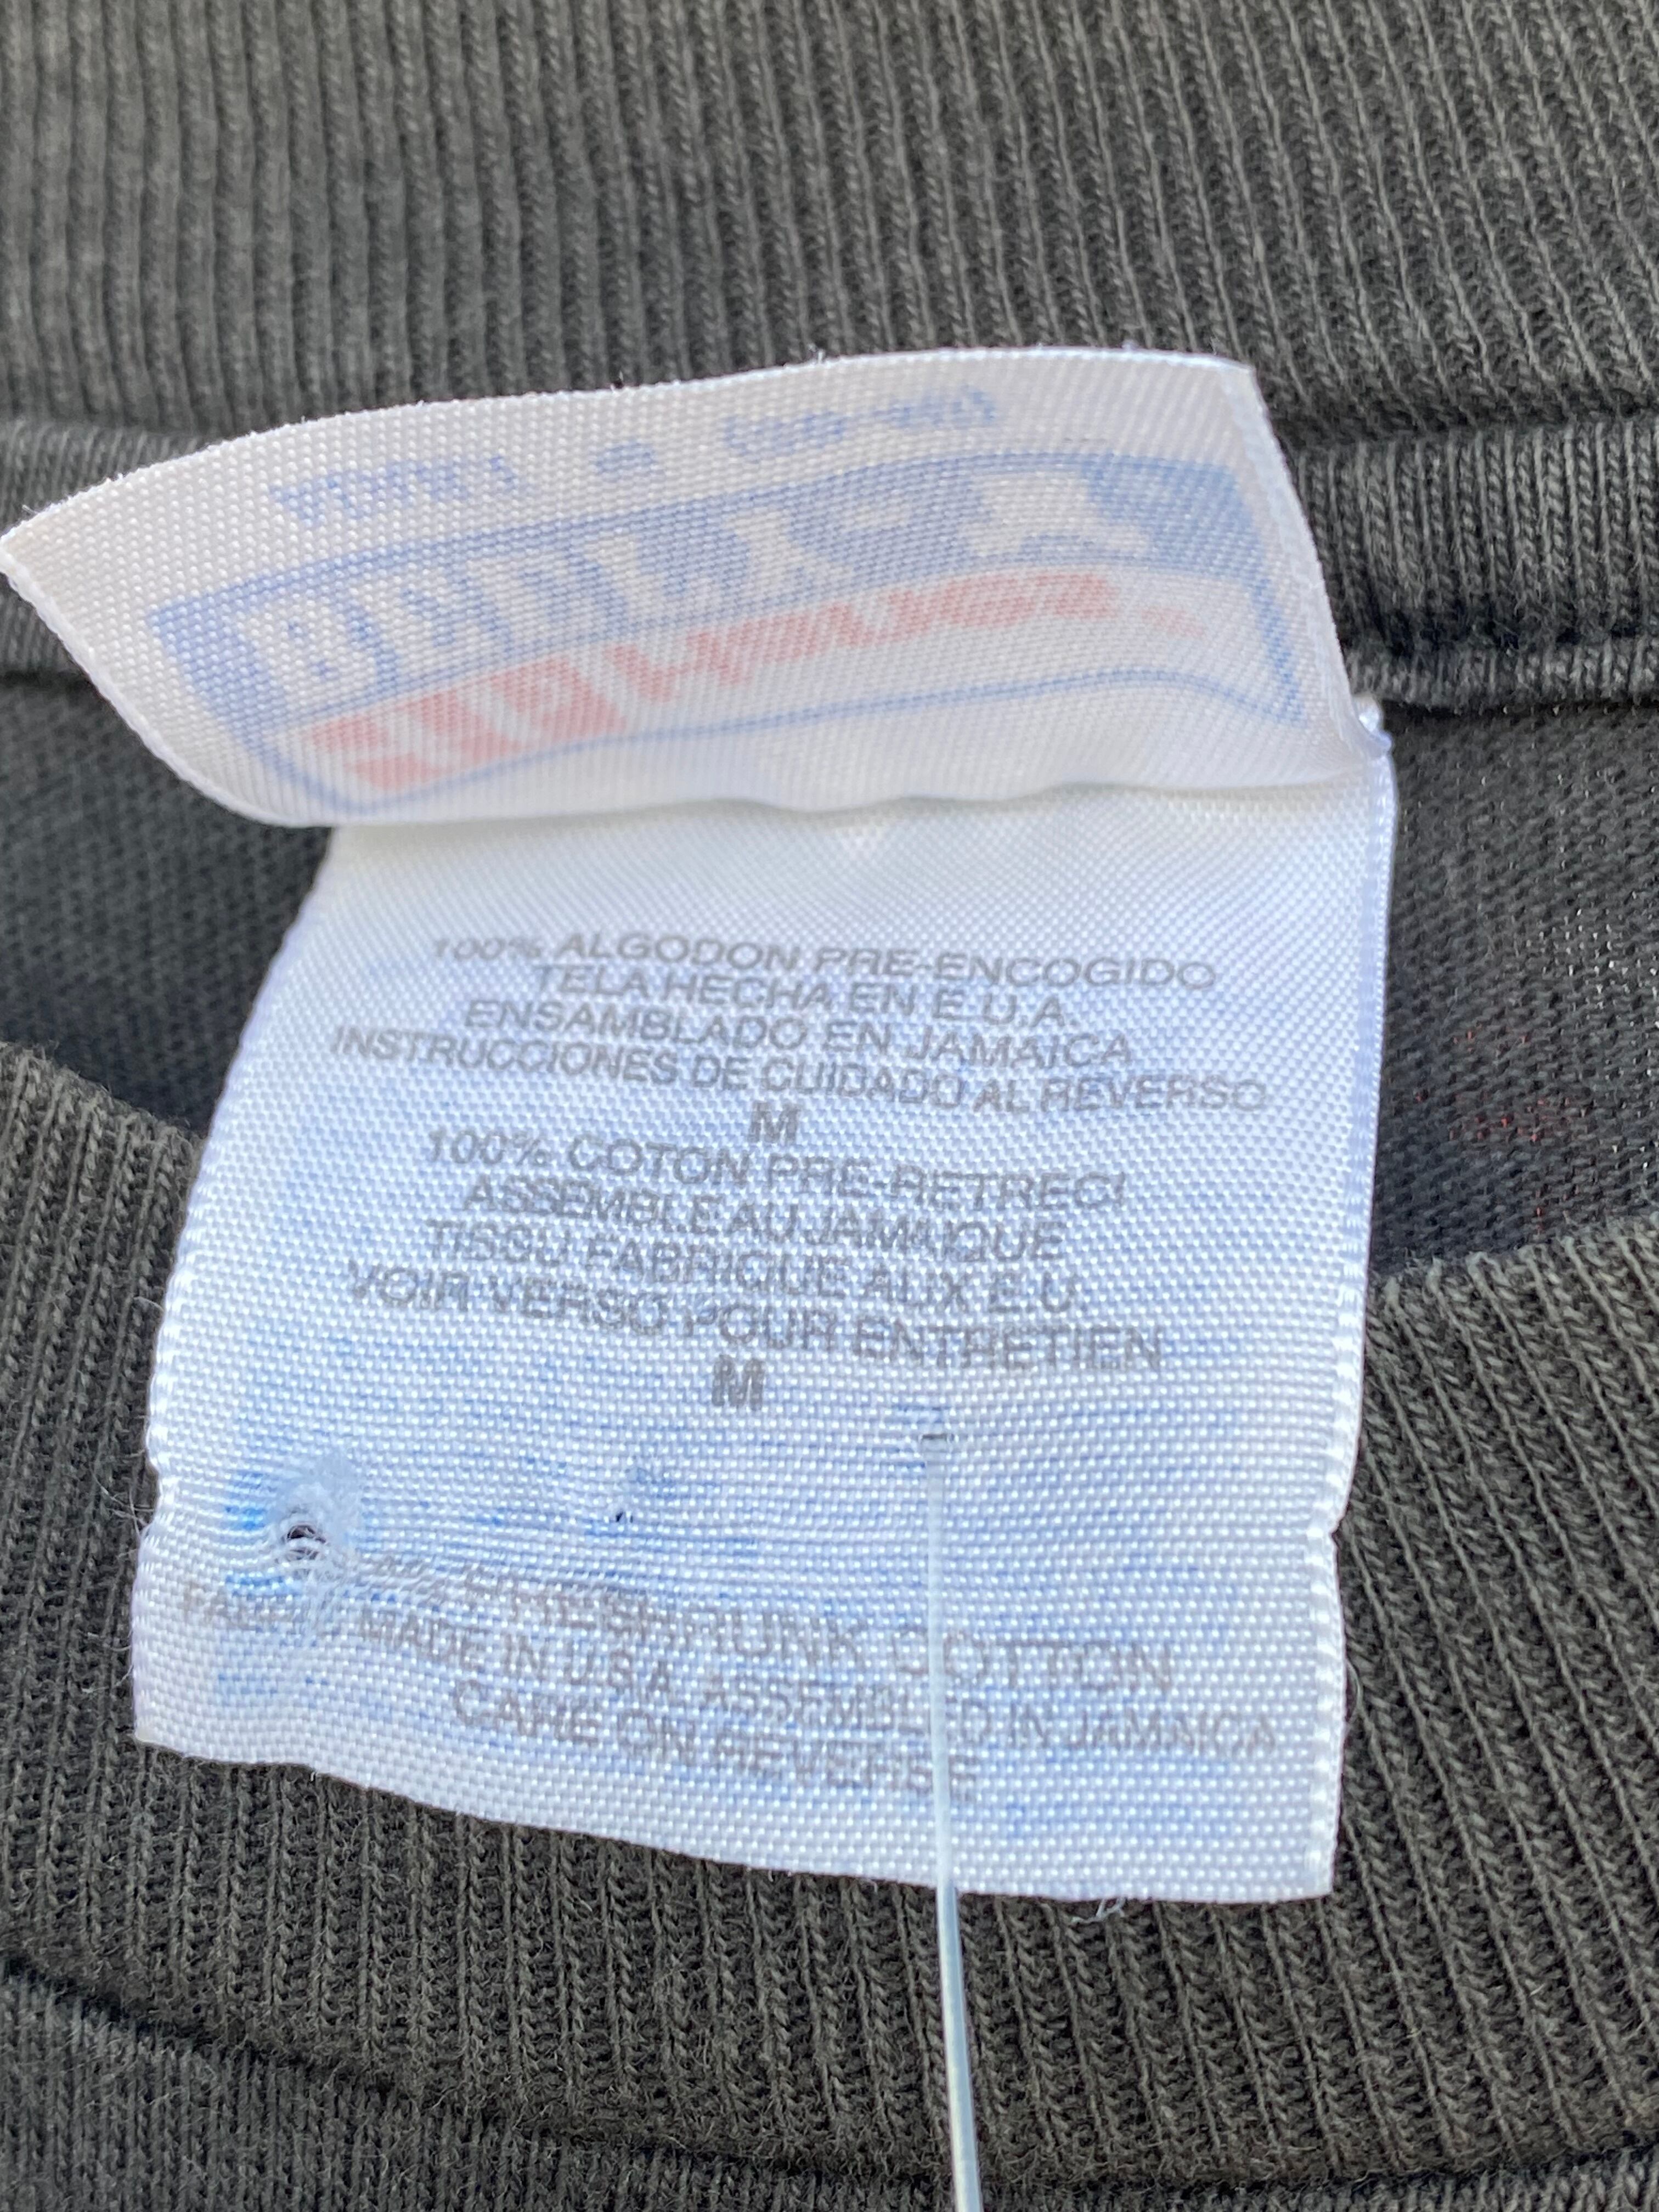 100% ALGODON PRE-ENCOGIDO
TELA HECHA EN E.U.A.
ENSAMBLADO EN JAMAICA
INSTRUCCIONES DE CUIDADO AL REVERSO
M
100% COTON PRE-RETRECI
ASSEMBLE AU JAMAIQUE
TISSU FABRIQUE AUX E.U.
VOIR VERSO POUR ENTRETIEN
M
PRESHRUNK COTTON
MADE IN U.S.A. ASSEMBLED IN JAMAICA
CARE ON REVERSE